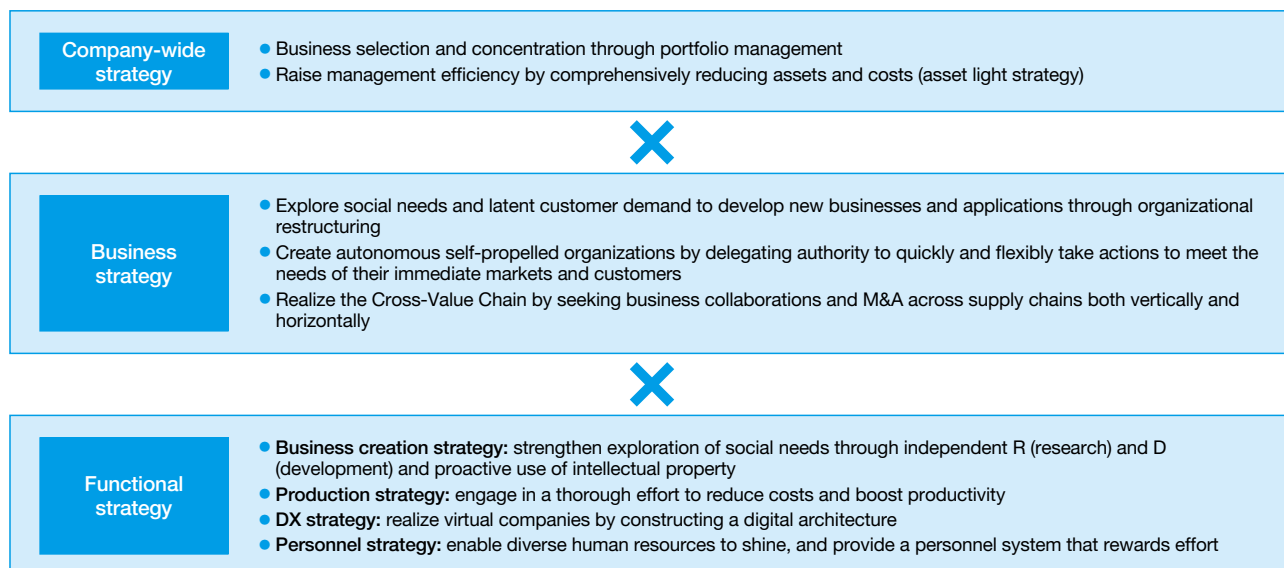 Company-wide
strategy
● Business selection and concentration through portfolio management
● Raise management efficiency by comprehensively reducing assets and costs (asset light strategy)
Business
strategy
● Explore social needs and latent customer demand to develop new businesses and applications through organizational
restructuring
● Create autonomous self-propelled organizations by delegating authority to quickly and flexibly take actions to meet the
needs of their immediate markets and customers
● Realize the Cross-Value Chain by seeking business collaborations and M&A across supply chains both vertically and
horizontally
Functional
strategy
● Business creation strategy: strengthen exploration of social needs through independent R (research) and D
(development) and proactive use of intellectual property
● Production strategy: engage in a thorough effort to reduce costs and boost productivity
● DX strategy: realize virtual companies by constructing a digital architecture
● Personnel strategy: enable diverse human resources to shine, and provide a personnel system that rewards effort